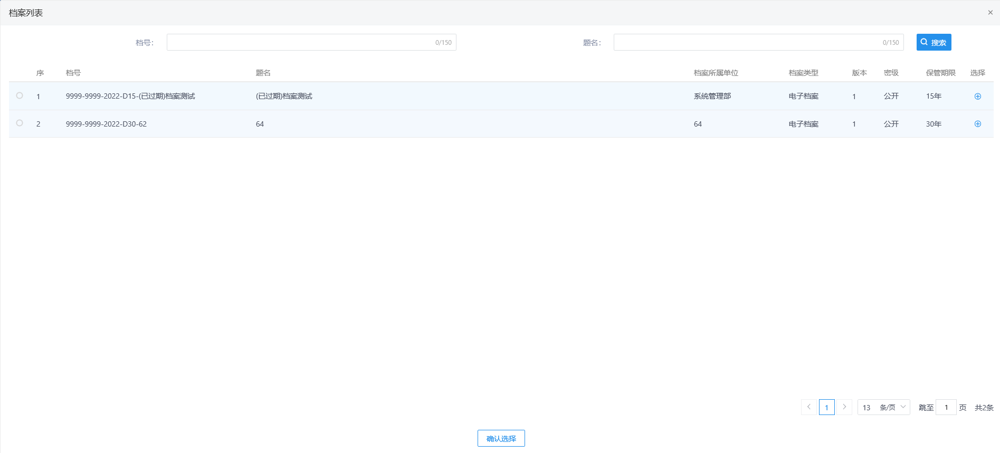 档案列表
档号： 0/150 题名： 0/150 搜索
序 档号 题名 档案所属单位 档案类型 版本 密级 保管期限 选择
1 9999-9999-2022-D15-(已过期)档案测试 (已过期)档案测试 系统管理部 电子档案 1 公开 15年
2 9999-9999-2022-D30-62 64 64 电子档案 1 公开 30年
1 13 条/页 跳至 1 页 共2条
确认选择